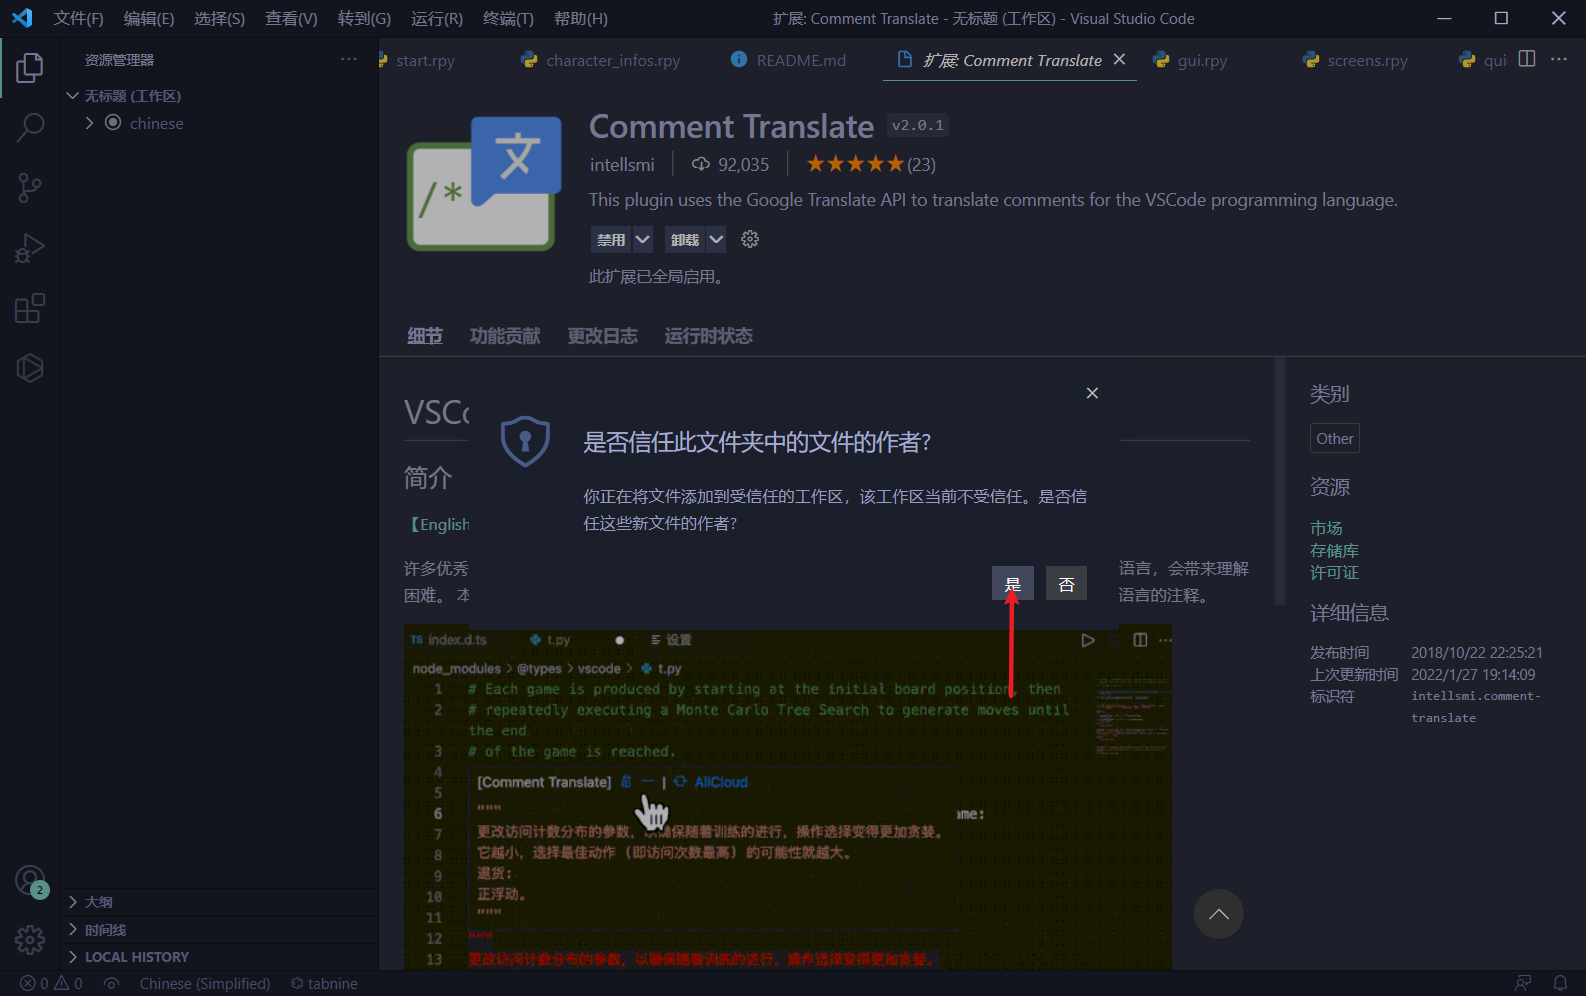 文件(F) 编辑(E) 选择(S) 查看(V) 转到(G) 运行(R) 终端(T) 帮助(H) 扩展: Comment Translate - 无标题 (工作区) - Visual Studio Code
资源管理器
无标题 (工作区)
chinese
start.rpy character_infos.rpy README.md 扩展: Comment Translate gui.rpy screens.rpy qui
Comment Translate v2.0.1
intellsmi 92,035 (23)
This plugin uses the Google Translate API to translate comments for the VSCode programming language.
禁用 卸载
此扩展已全局启用。
细节 功能贡献 更改日志 运行时状态
VSCo
简介
【English
许多优秀 语言，会带来理解
困难。 本 语言的注释。
是否信任此文件夹中的文件的作者?
你正在将文件添加到受信任的工作区，该工作区当前不受信任。是否信
任这些新文件的作者?
是 否
TS index.d.ts t.py 设置
node_modules > @types > vscode > t.py
1 # Each game is produced by starting at the initial board position, then
2 # repeatedly executing a Monte Carlo Tree Search to generate moves until
the end
3 # of the game is reached.
4
[Comment Translate] | AliCloud
5
6 """ ame:
7 更改访问计数分布的参数，以确保随着训练的进行，操作选择变得更加贪婪。
8 它越小，选择最佳动作（即访问次数最高）的可能性就越大。
9 退货：
10 正浮动。
11 """
12 """
13 更改访问计数分布的参数，以确保随着训练的进行，操作选择变得更加贪婪。
类别
Other
资源
市场
存储库
许可证
详细信息
发布时间 2018/10/22 22:25:21
上次更新时间 2022/1/27 19:14:09
标识符 intellsmi.comment-
translate
2
大纲
时间线
LOCAL HISTORY
0 0 Chinese (Simplified) tabnine